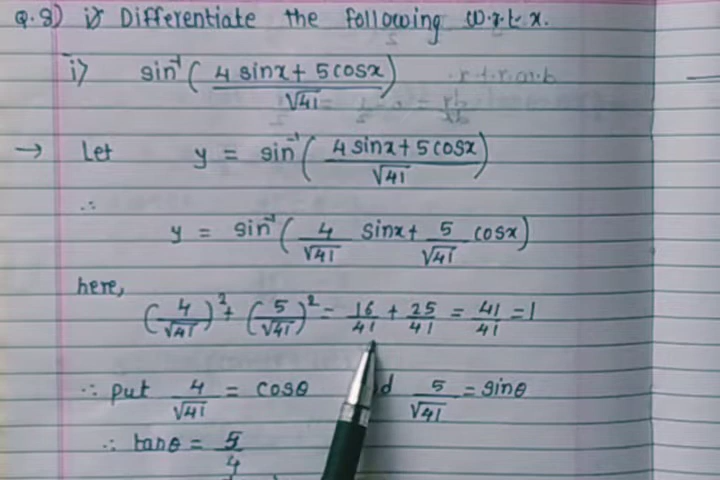 Q.3) i) Differentiate the following w.r.t. x.
i) sin⁻¹ ( 4 sinx + 5 cosx / √41 )
→ Let y = sin⁻¹ ( 4 sinx + 5 cosx / √41 )
∴
y = sin⁻¹ ( 4/√41 sinx + 5/√41 cosx )
here,
( 4/√41 )² + ( 5/√41 )² = 16/41 + 25/41 = 41/41 = 1
∴ put 4/√41 = cosθ 5/√41 = sinθ
∴ tanθ = 5/4